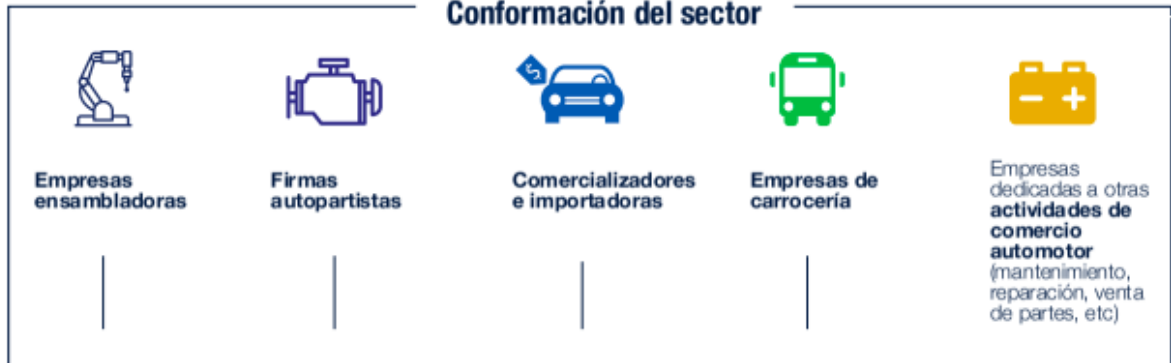 Conformación del sector
$
Empresas
ensambladoras
Firmas
autopartistas
Comercializadores
e importadoras
Empresas de
carrocería
Empresas
dedicadas a otras
actividades de
comercio
automotor
(mantenimiento,
reparación, venta
de partes, etc)